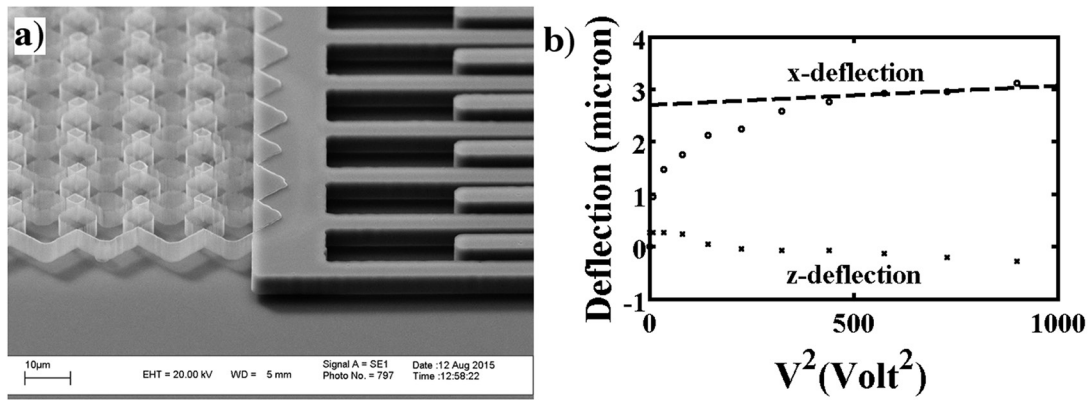 a)
10µm
EHT = 20.00 kV
WD = 5 mm
Signal A = SE1
Photo No. = 797
Date :12 Aug 2015
Time :12:58:22
b)
Deflection (micron)
4
3
2
1
0
-1
x-deflection
z-deflection
0
500
1000
V²(Volt²)